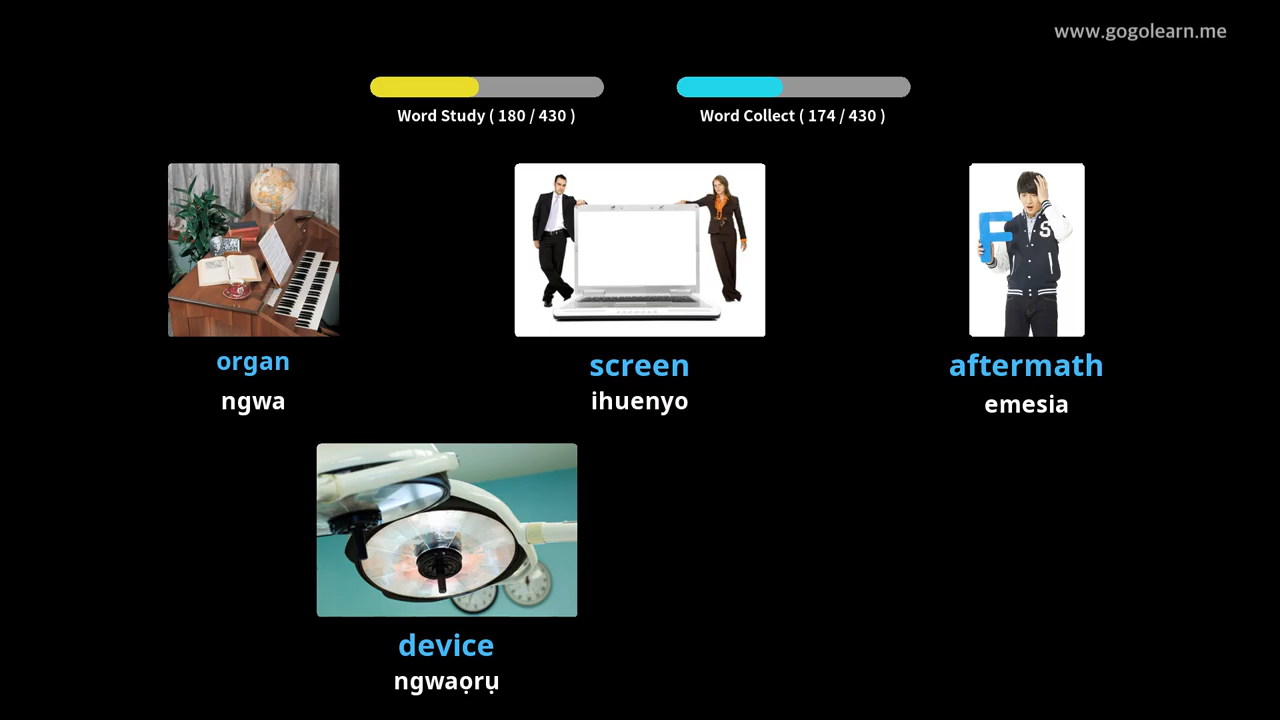 www.gogolearn.me
Word Study ( 180 / 430 )
Word Collect ( 174 / 430 )
organ
ngwa
screen
ihuenyo
F
S
aftermath
emesia
device
ngwaọrụ